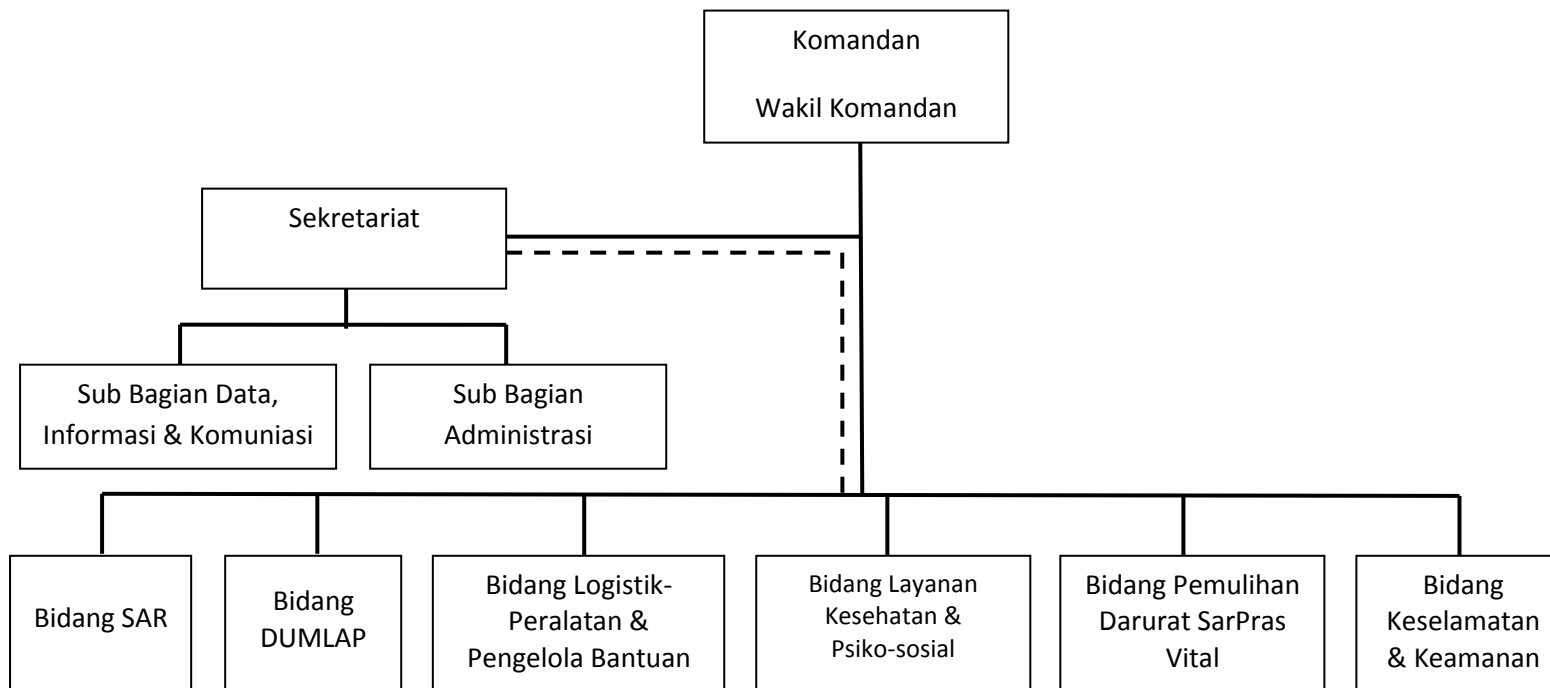 Komandan
Wakil Komandan
Sekretariat
Sub Bagian Data,
Informasi & Komuniasi
Sub Bagian
Administrasi
Bidang SAR
Bidang
DUMLAP
Bidang Logistik-
Peralatan &
Pengelola Bantuan
Bidang Layanan
Kesehatan &
Psiko-sosial
Bidang Pemulihan
Darurat SarPras
Vital
Bidang
Keselamatan
& Keamanan